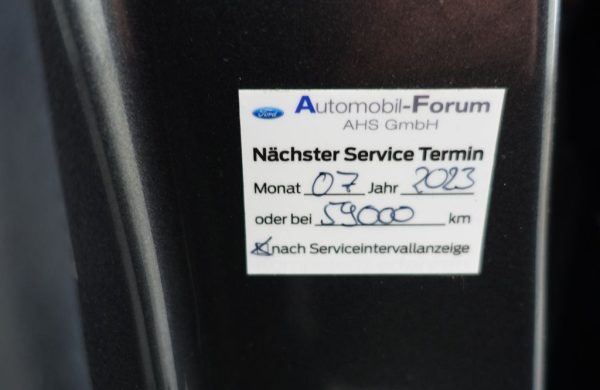 Ford Automobil-Forum
AHS GmbH
Nächster Service Termin
Monat 07 Jahr 2023
oder bei 59000 km
nach Serviceintervallanzeige